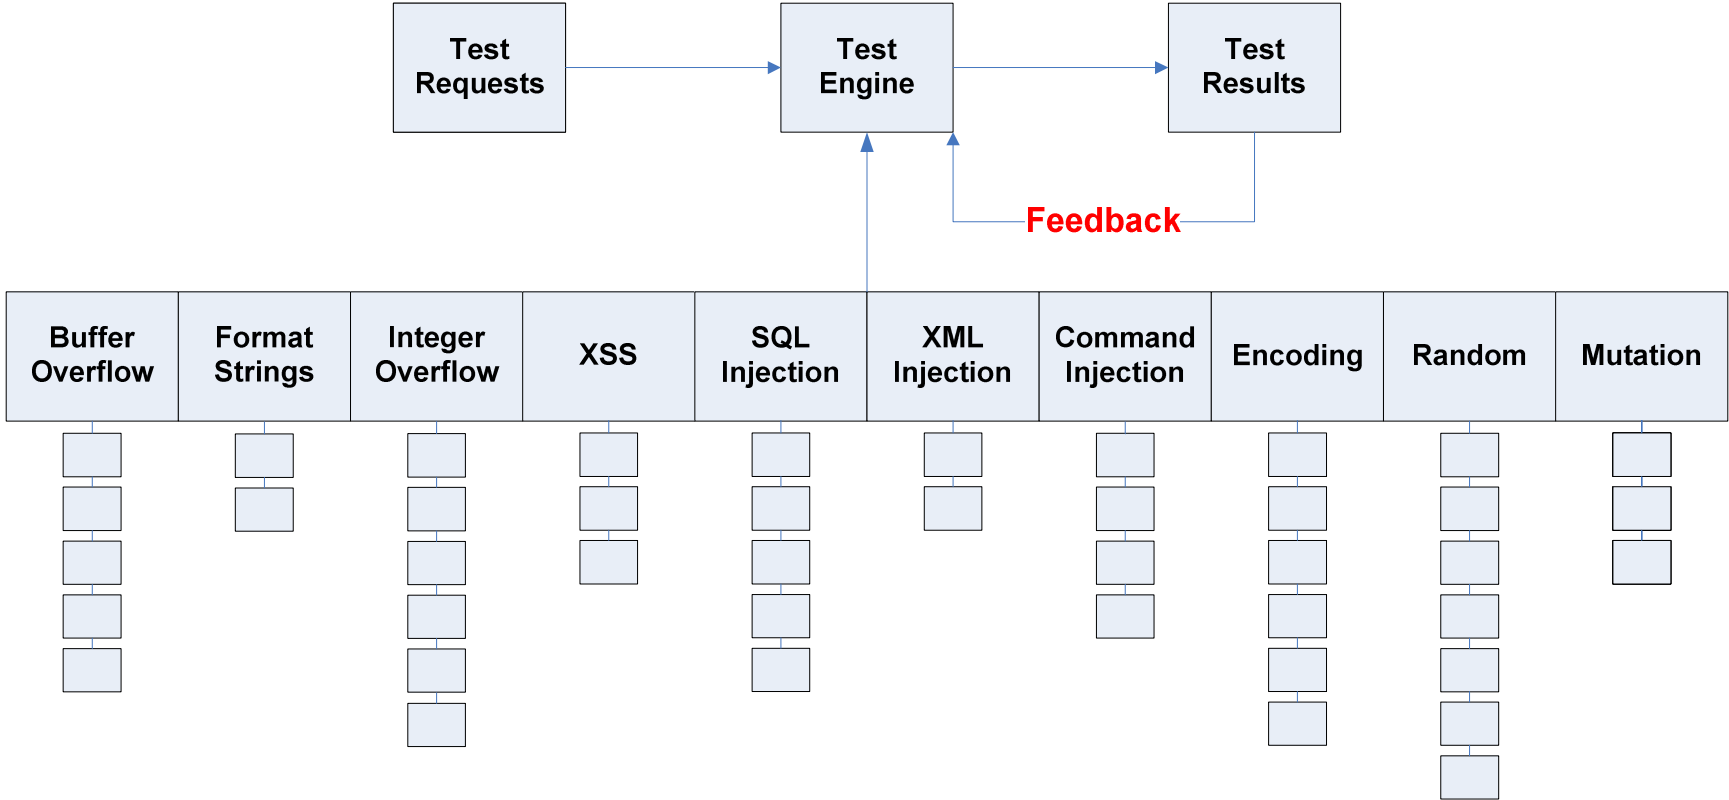 Test
Requests
Test
Engine
Test
Results
Feedback
Buffer
Overflow
Format
Strings
Integer
Overflow
XSS
SQL
Injection
XML
Injection
Command
Injection
Encoding
Random
Mutation